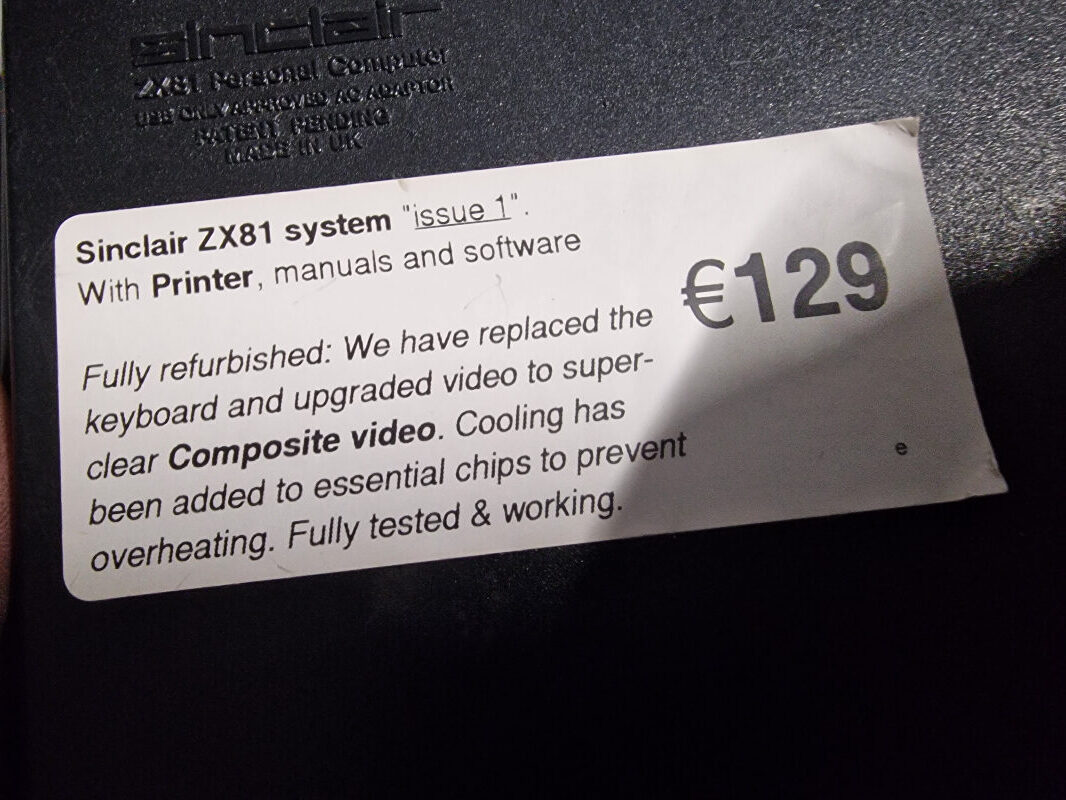 sinclair
ZX81 Personal Computer
USE ONLY APPROVED AC ADAPTOR
PATENT PENDING
MADE IN UK
Sinclair ZX81 system "issue 1".
With Printer, manuals and software
€129
Fully refurbished: We have replaced the
keyboard and upgraded video to super-
clear Composite video. Cooling has
been added to essential chips to prevent
overheating. Fully tested & working.
e